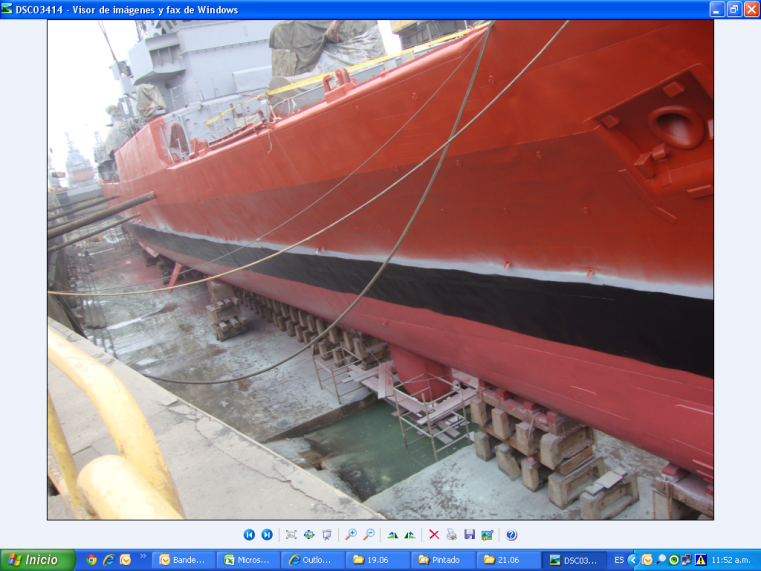 DSC03414 - Visor de imágenes y fax de Windows
Inicio
Bande...
Micros...
Outlo...
19.06
Pintado
21.06
DSC03...
ES
11:52 a.m.